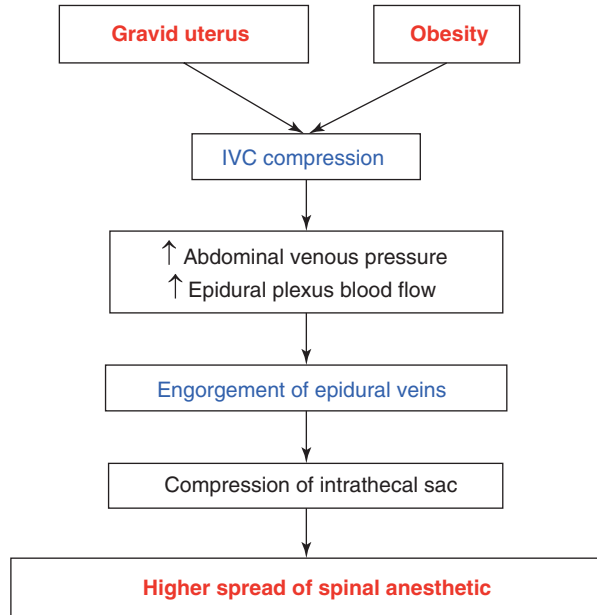 Gravid uterus
Obesity
IVC compression
↑ Abdominal venous pressure
↑ Epidural plexus blood flow
Engorgement of epidural veins
Compression of intrathecal sac
Higher spread of spinal anesthetic